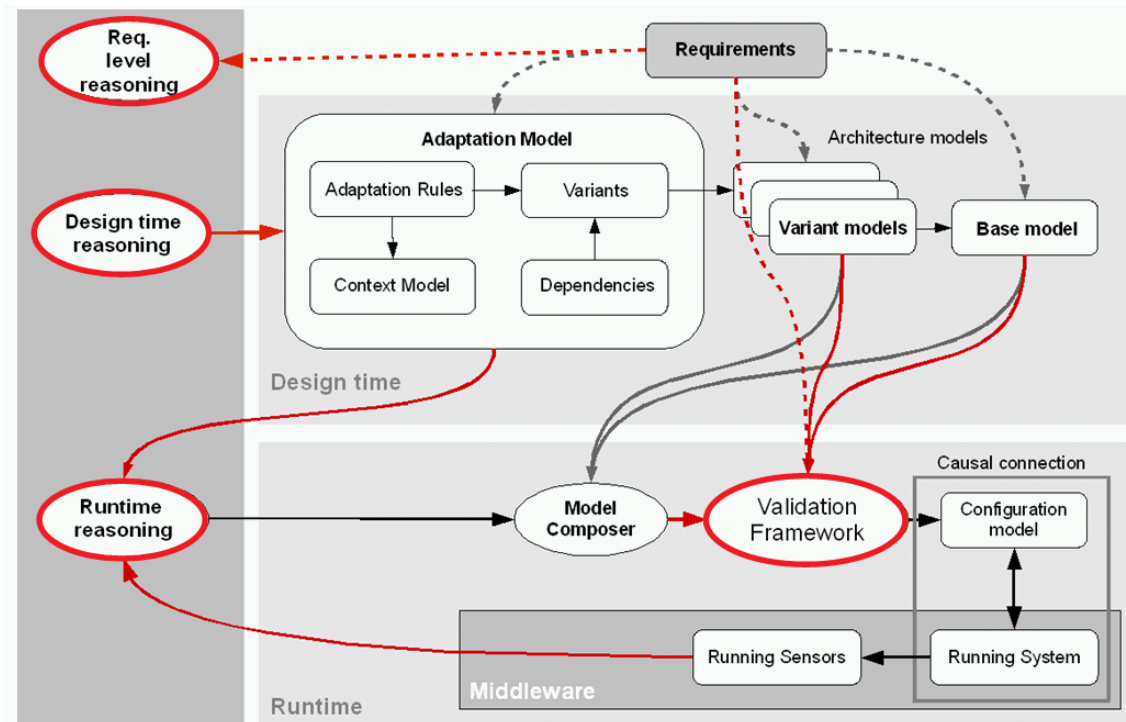 Req.
level
reasoning
Requirements
Adaptation Model
Architecture models
Adaptation Rules
Variants
Design time
reasoning
Variant models
Base model
Context Model
Dependencies
Design time
Causal connection
Runtime
reasoning
Model
Composer
Validation
Framework
Configuration
model
Running Sensors
Running System
Middleware
Runtime